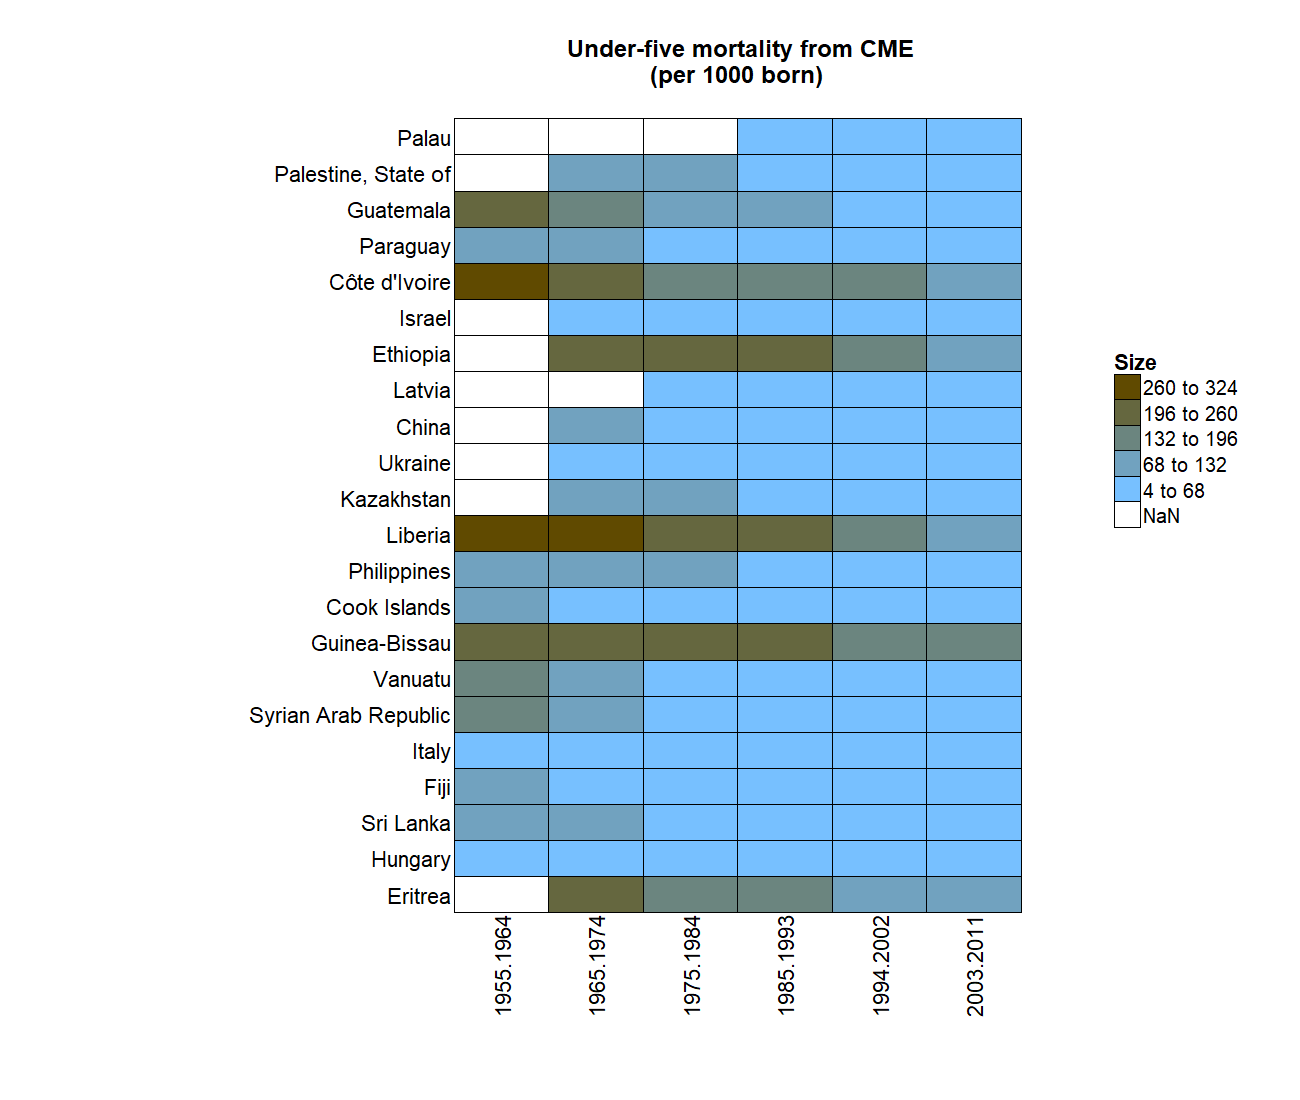 Under-five mortality from CME
(per 1000 born)
Palau
Palestine, State of
Guatemala
Paraguay
Côte d'Ivoire
Israel
Ethiopia
Latvia
China
Ukraine
Kazakhstan
Liberia
Philippines
Cook Islands
Guinea-Bissau
Vanuatu
Syrian Arab Republic
Italy
Fiji
Sri Lanka
Hungary
Eritrea
1955.1964
1965.1974
1975.1984
1985.1993
1994.2002
2003.2011
Size
260 to 324
196 to 260
132 to 196
68 to 132
4 to 68
NaN